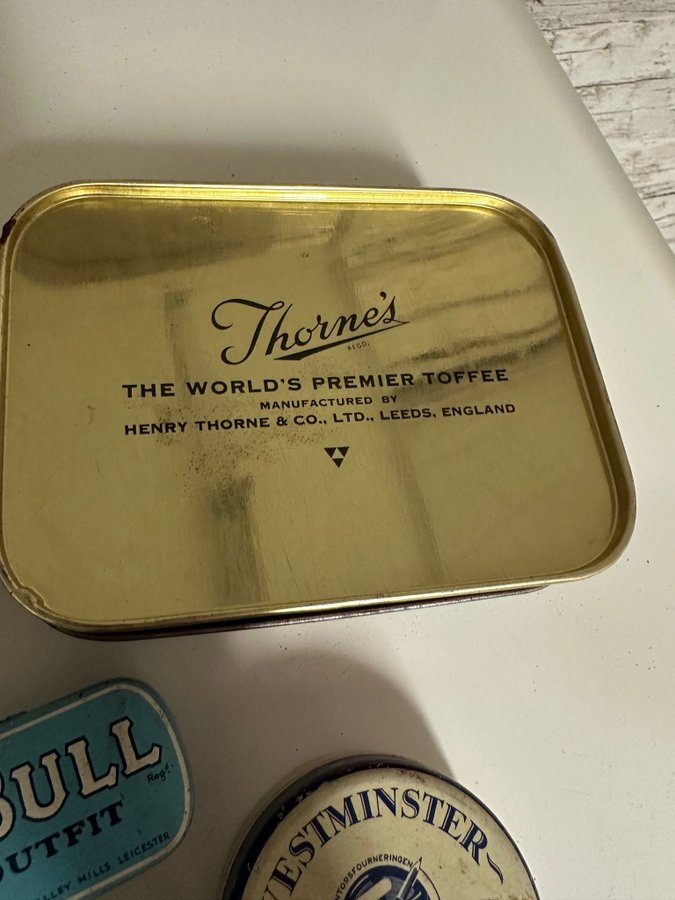 Thorne's
REGD.
THE WORLD'S PREMIER TOFFEE
MANUFACTURED BY
HENRY THORNE & CO., LTD., LEEDS, ENGLAND
BULL
Regd.
OUTFIT
MILLS LEICESTER
WESTMINSTER